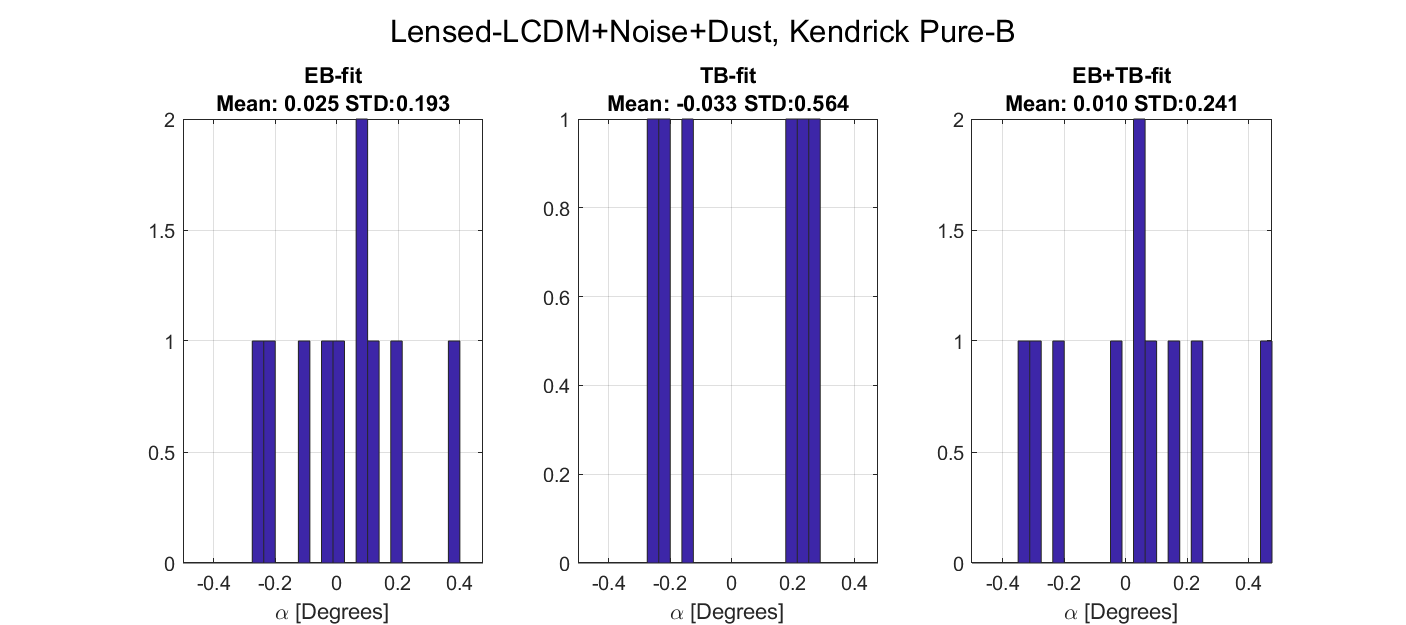 Lensed-LCDM+Noise+Dust, Kendrick Pure-B
EB-fit
Mean: 0.025 STD:0.193
2
1.5
1
0.5
0
-0.4 -0.2 0 0.2 0.4
α [Degrees]
TB-fit
Mean: -0.033 STD:0.564
1
0.8
0.6
0.4
0.2
0
-0.4 -0.2 0 0.2 0.4
α [Degrees]
EB+TB-fit
Mean: 0.010 STD:0.241
2
1.5
1
0.5
0
-0.4 -0.2 0 0.2 0.4
α [Degrees]